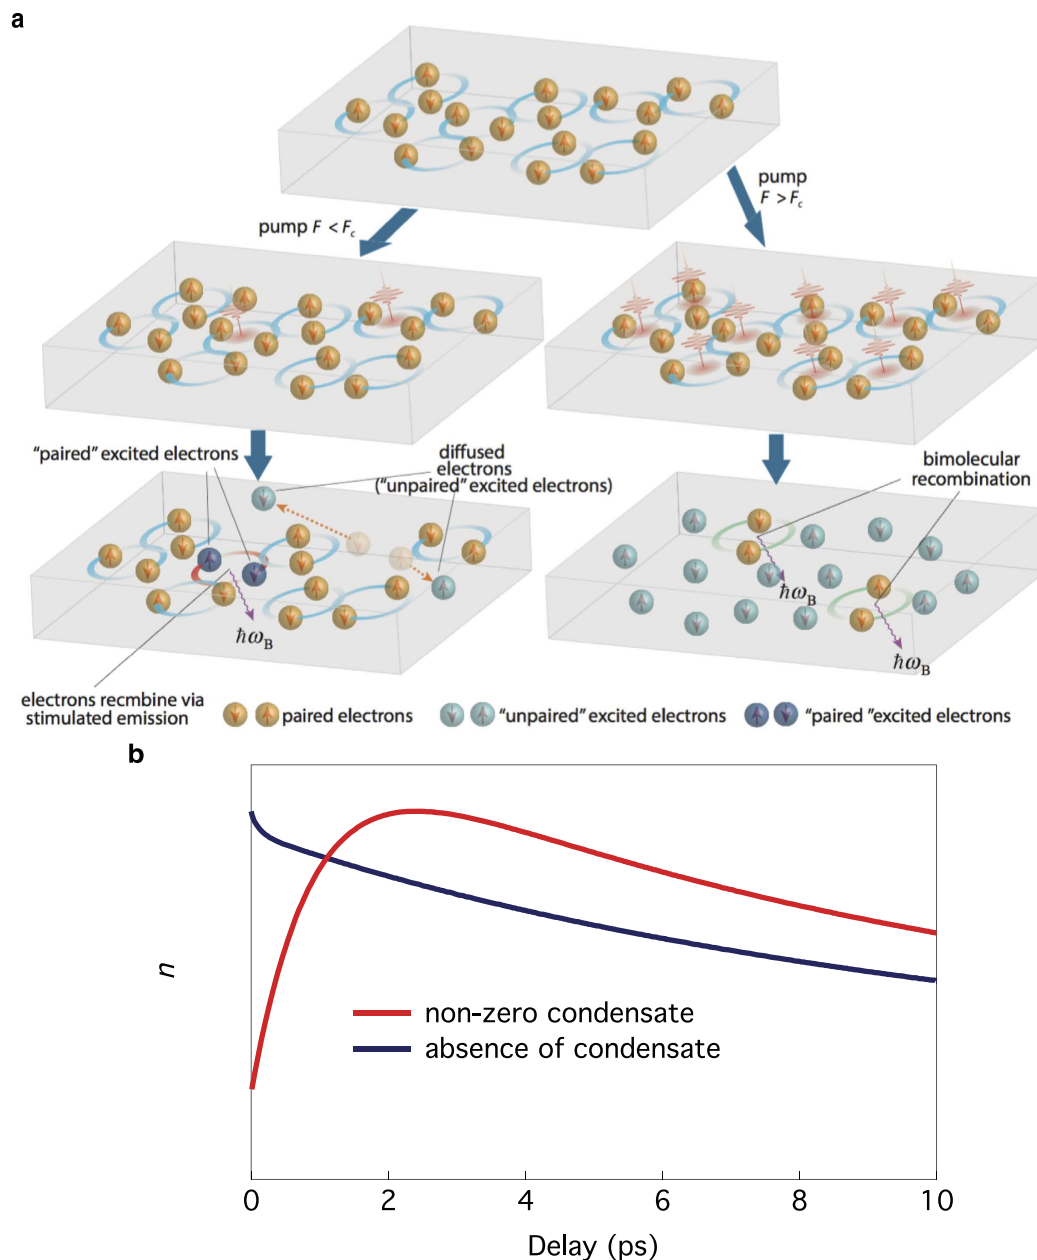 a
pump
F > Fc
pump F < Fc
“paired” excited electrons
diffused
electrons
(“unpaired” excited electrons)
bimolecular
recombination
ħωB
ħωB
ħωB
electrons recmbine via
stimulated emission
paired electrons
“unpaired” excited electrons
“paired ”excited electrons
b
n
non-zero condensate
absence of condensate
0 2 4 6 8 10
Delay (ps)